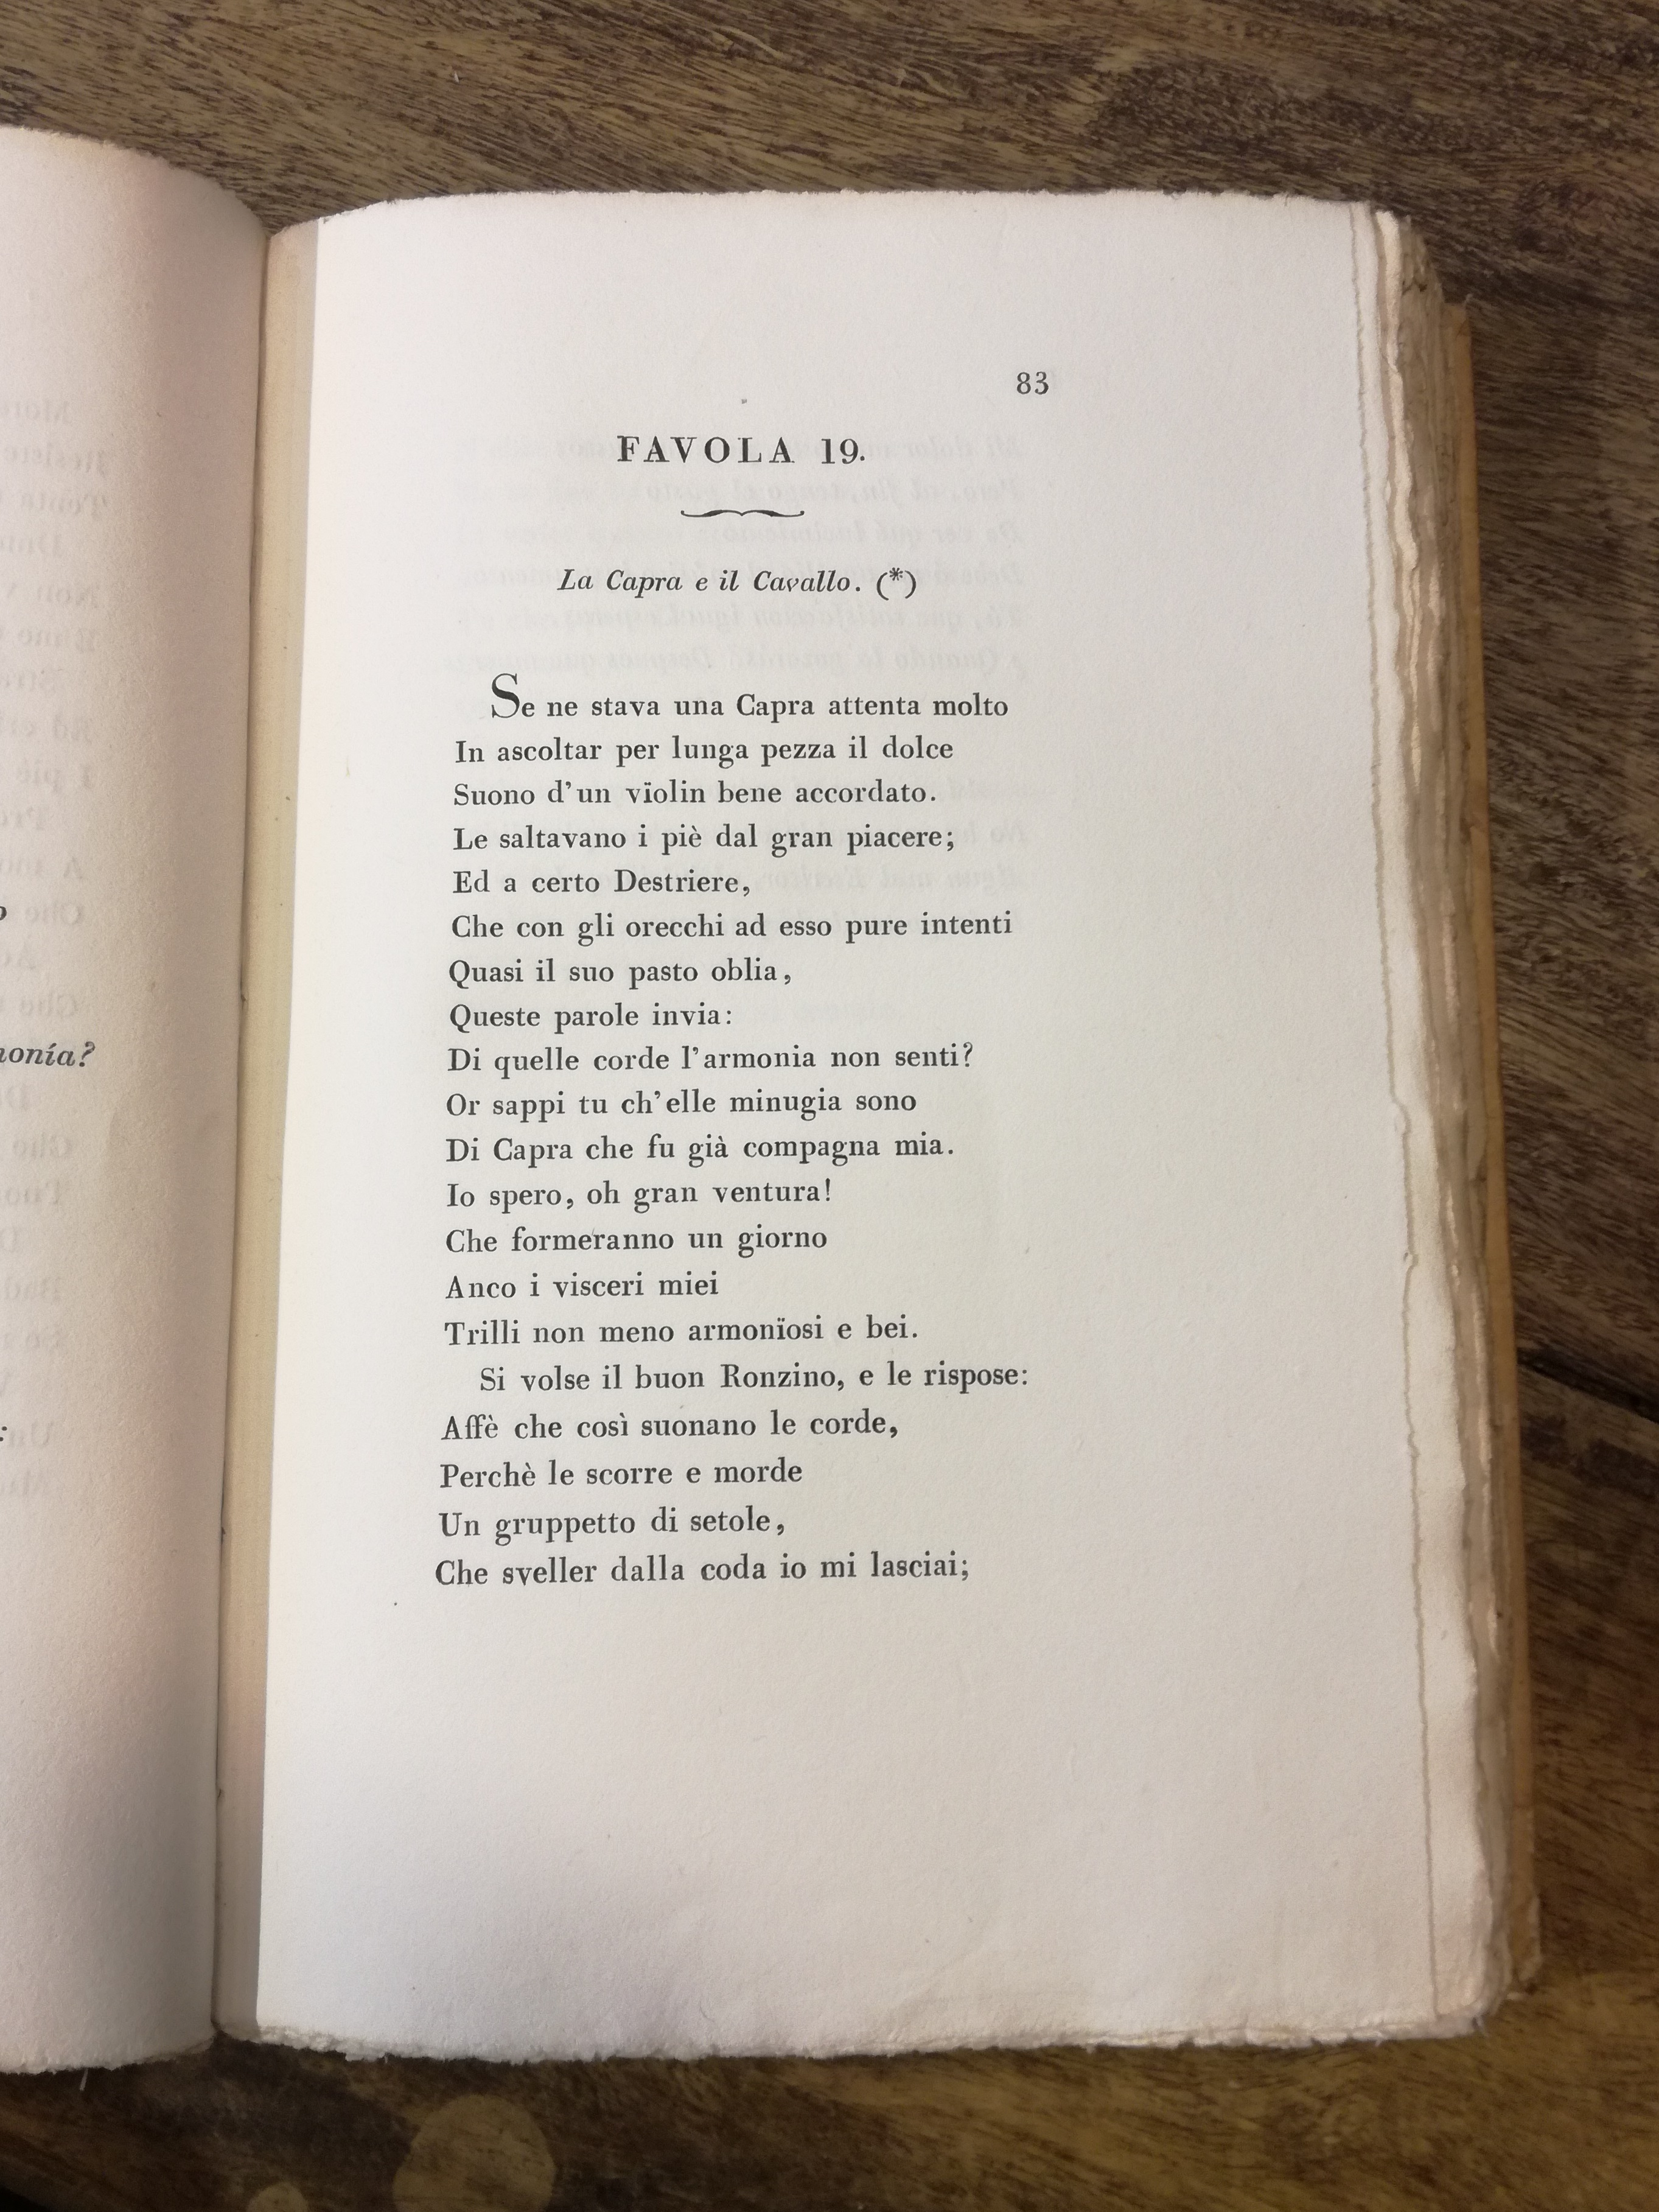 83
FAVOLA 19.
La Capra e il Cavallo. (*)
Se ne stava una Capra attenta molto
In ascoltar per lunga pezza il dolce
Suono d'un vïolin bene accordato.
Le saltavano i piè dal gran piacere;
Ed a certo Destriere,
Che con gli orecchi ad esso pure intenti
Quasi il suo pasto oblia,
Queste parole invia:
Di quelle corde l'armonia non senti?
Or sappi tu ch'elle minugia sono
Di Capra che fu già compagna mia.
Io spero, oh gran ventura!
Che formeranno un giorno
Anco i visceri miei
Trilli non meno armonïosi e bei.
Si volse il buon Ronzino, e le rispose:
Affè che così suonano le corde,
Perchè le scorre e morde
Un gruppetto di setole,
Che sveller dalla coda io mi lasciai;